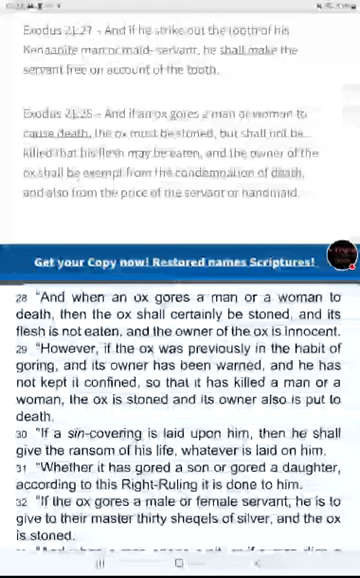 Exodus 21:27 - And if he strike out the tooth of his
Kenaanite man or maid- servant, he shall make the
servant free on account of the tooth.
Exodus 21:28 - And if an ox gores a man or woman to
cause death, the ox must be stoned, but shall not be
killed that his flesh may be eaten, and the owner of the
ox shall be exempt from the condemnation of death,
and also from the price of the servant or handmaid.
Get your Copy now! Restored names Scriptures!
28 "And when an ox gores a man or a woman to
death, then the ox shall certainly be stoned, and its
flesh is not eaten, and the owner of the ox is innocent.
29 "However, if the ox was previously in the habit of
goring, and its owner has been warned, and he has
not kept it confined, so that it has killed a man or a
woman, the ox is stoned and its owner also is put to
death.
30 "If a sin-covering is laid upon him, then he shall
give the ransom of his life, whatever is laid on him.
31 "Whether it has gored a son or gored a daughter,
according to this Right-Ruling it is done to him.
32 "If the ox gores a male or female servant, he is to
give to their master thirty sheqels of silver, and the ox
is stoned.